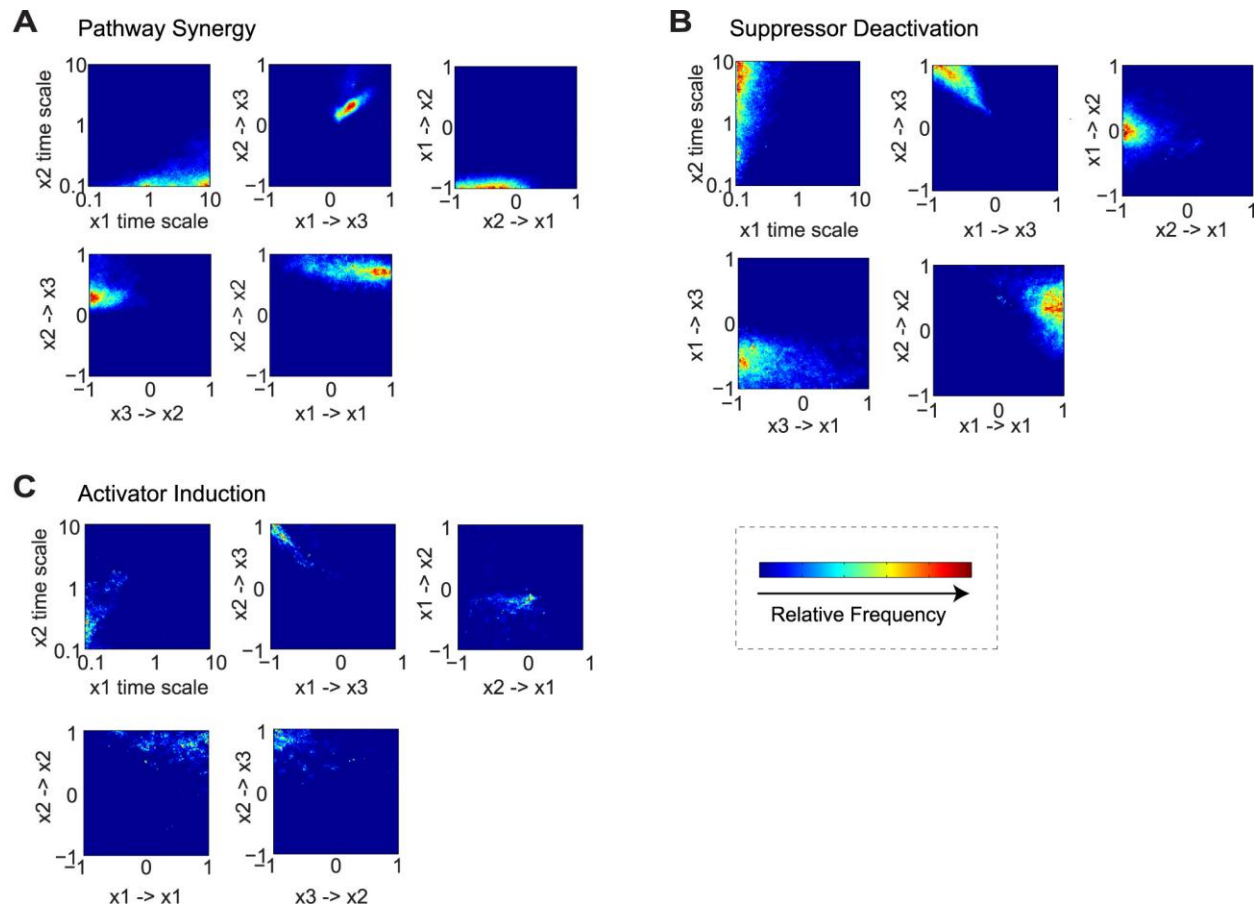 A Pathway Synergy
10
1
0.1
x2 time scale
0.1 1 10
x1 time scale
1
0
−1
x2 -> x3
−1 0 1
x1 -> x3
1
0
−1
x1 -> x2
−1 0 1
x2 -> x1
1
0
−1
x2 -> x3
−1 0 1
x3 -> x2
1
0
−1
x2 -> x2
−1 0 1
x1 -> x1
B Suppressor Deactivation
10
1
0.1
x2 time scale
0.1 1 10
x1 time scale
1
0
−1
x2 -> x3
−1 0 1
x1 -> x3
1
0
−1
x1 -> x2
−1 0 1
x2 -> x1
1
0
−1
x1 -> x3
−1 0 1
x3 -> x1
1
0
−1
x2 -> x2
−1 0 1
x1 -> x1
C Activator Induction
10
1
0.1
x2 time scale
0.1 1 10
x1 time scale
1
0
−1
x2 -> x3
−1 0 1
x1 -> x3
1
0
−1
x1 -> x2
−1 0 1
x2 -> x1
1
0
−1
x2 -> x2
−1 0 1
x1 -> x1
1
0
−1
x2 -> x3
−1 0 1
x3 -> x2
Relative Frequency